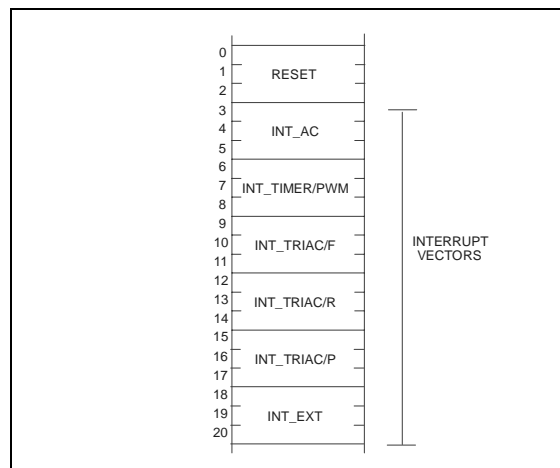 0
1
2
RESET
3
4
5
INT_AC
6
7
8
INT_TIMER/PWM
9
10
11
INT_TRIAC/F
12
13
14
INT_TRIAC/R
15
16
17
INT_TRIAC/P
18
19
20
INT_EXT
INTERRUPT
VECTORS